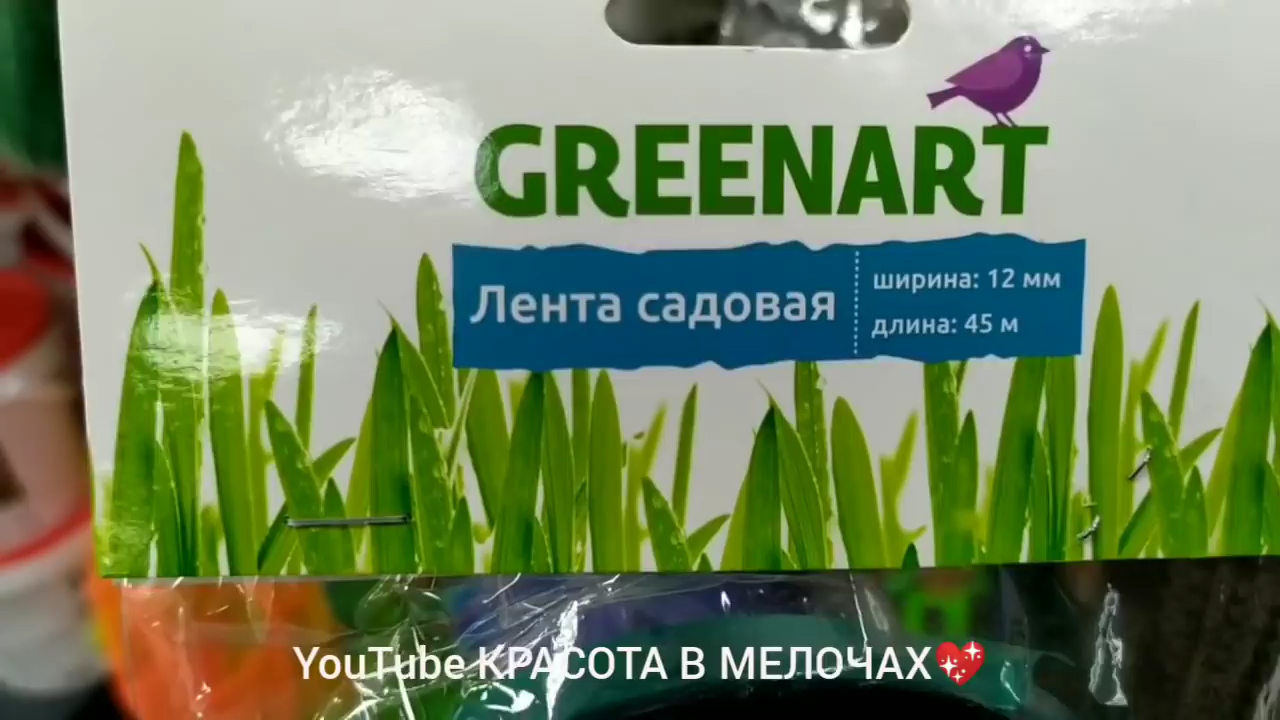 GREENART
Лента садовая
ширина: 12 мм
длина: 45 м
YouTube КРАСОТА В МЕЛОЧАХ💖